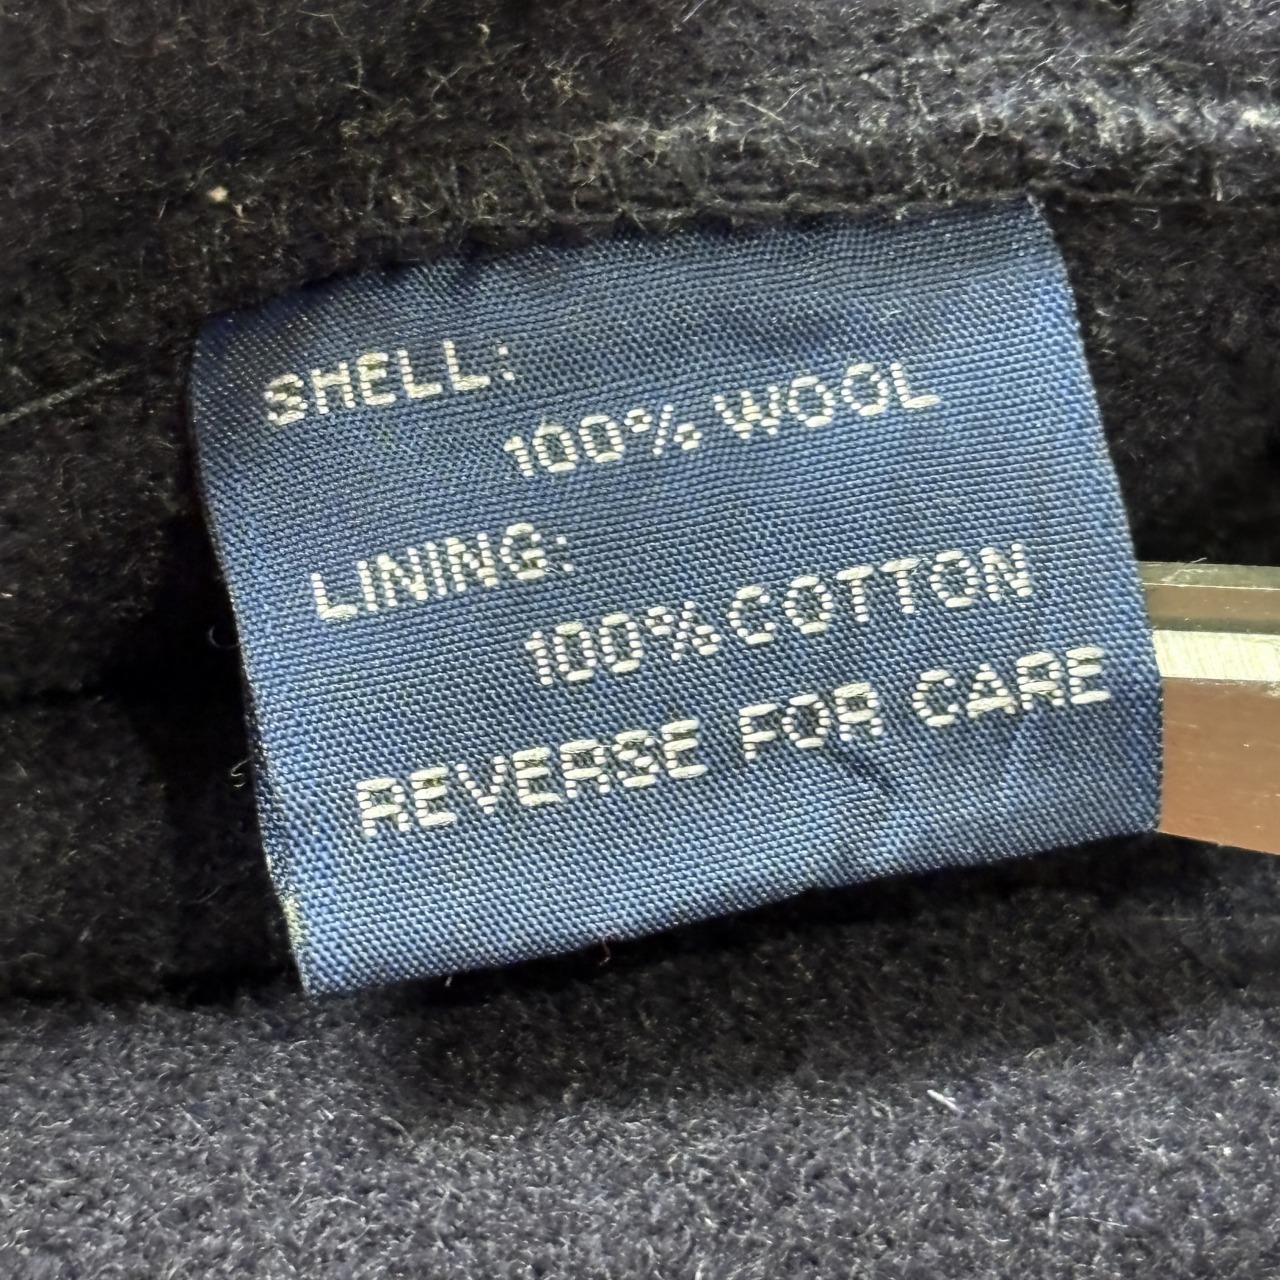 SHELL:
100% WOOL
LINING:
100% COTTON
REVERSE FOR CARE